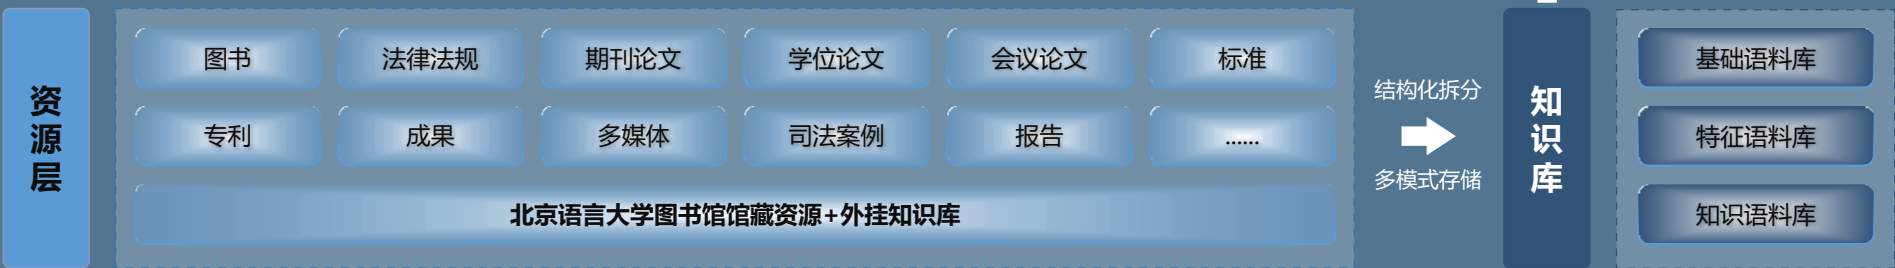 资源层
图书
法律法规
期刊论文
学位论文
会议论文
标准
专利
成果
多媒体
司法案例
报告
......
北京语言大学图书馆馆藏资源+外挂知识库
结构化拆分
多模式存储
知识库
基础语料库
特征语料库
知识语料库